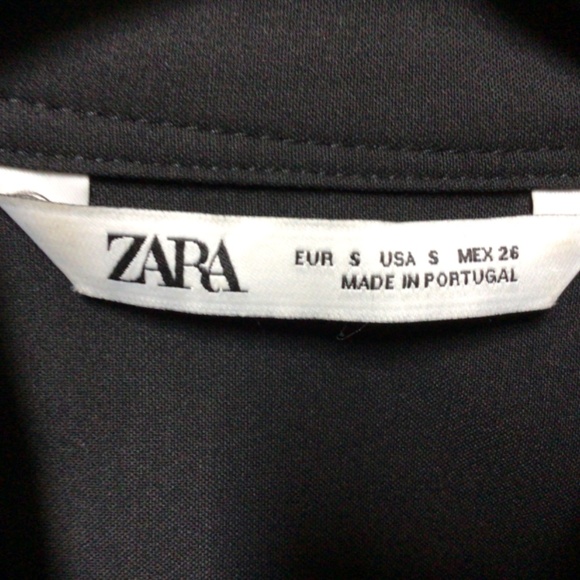 ZARA
EUR S USA S MEX 26
MADE IN PORTUGAL